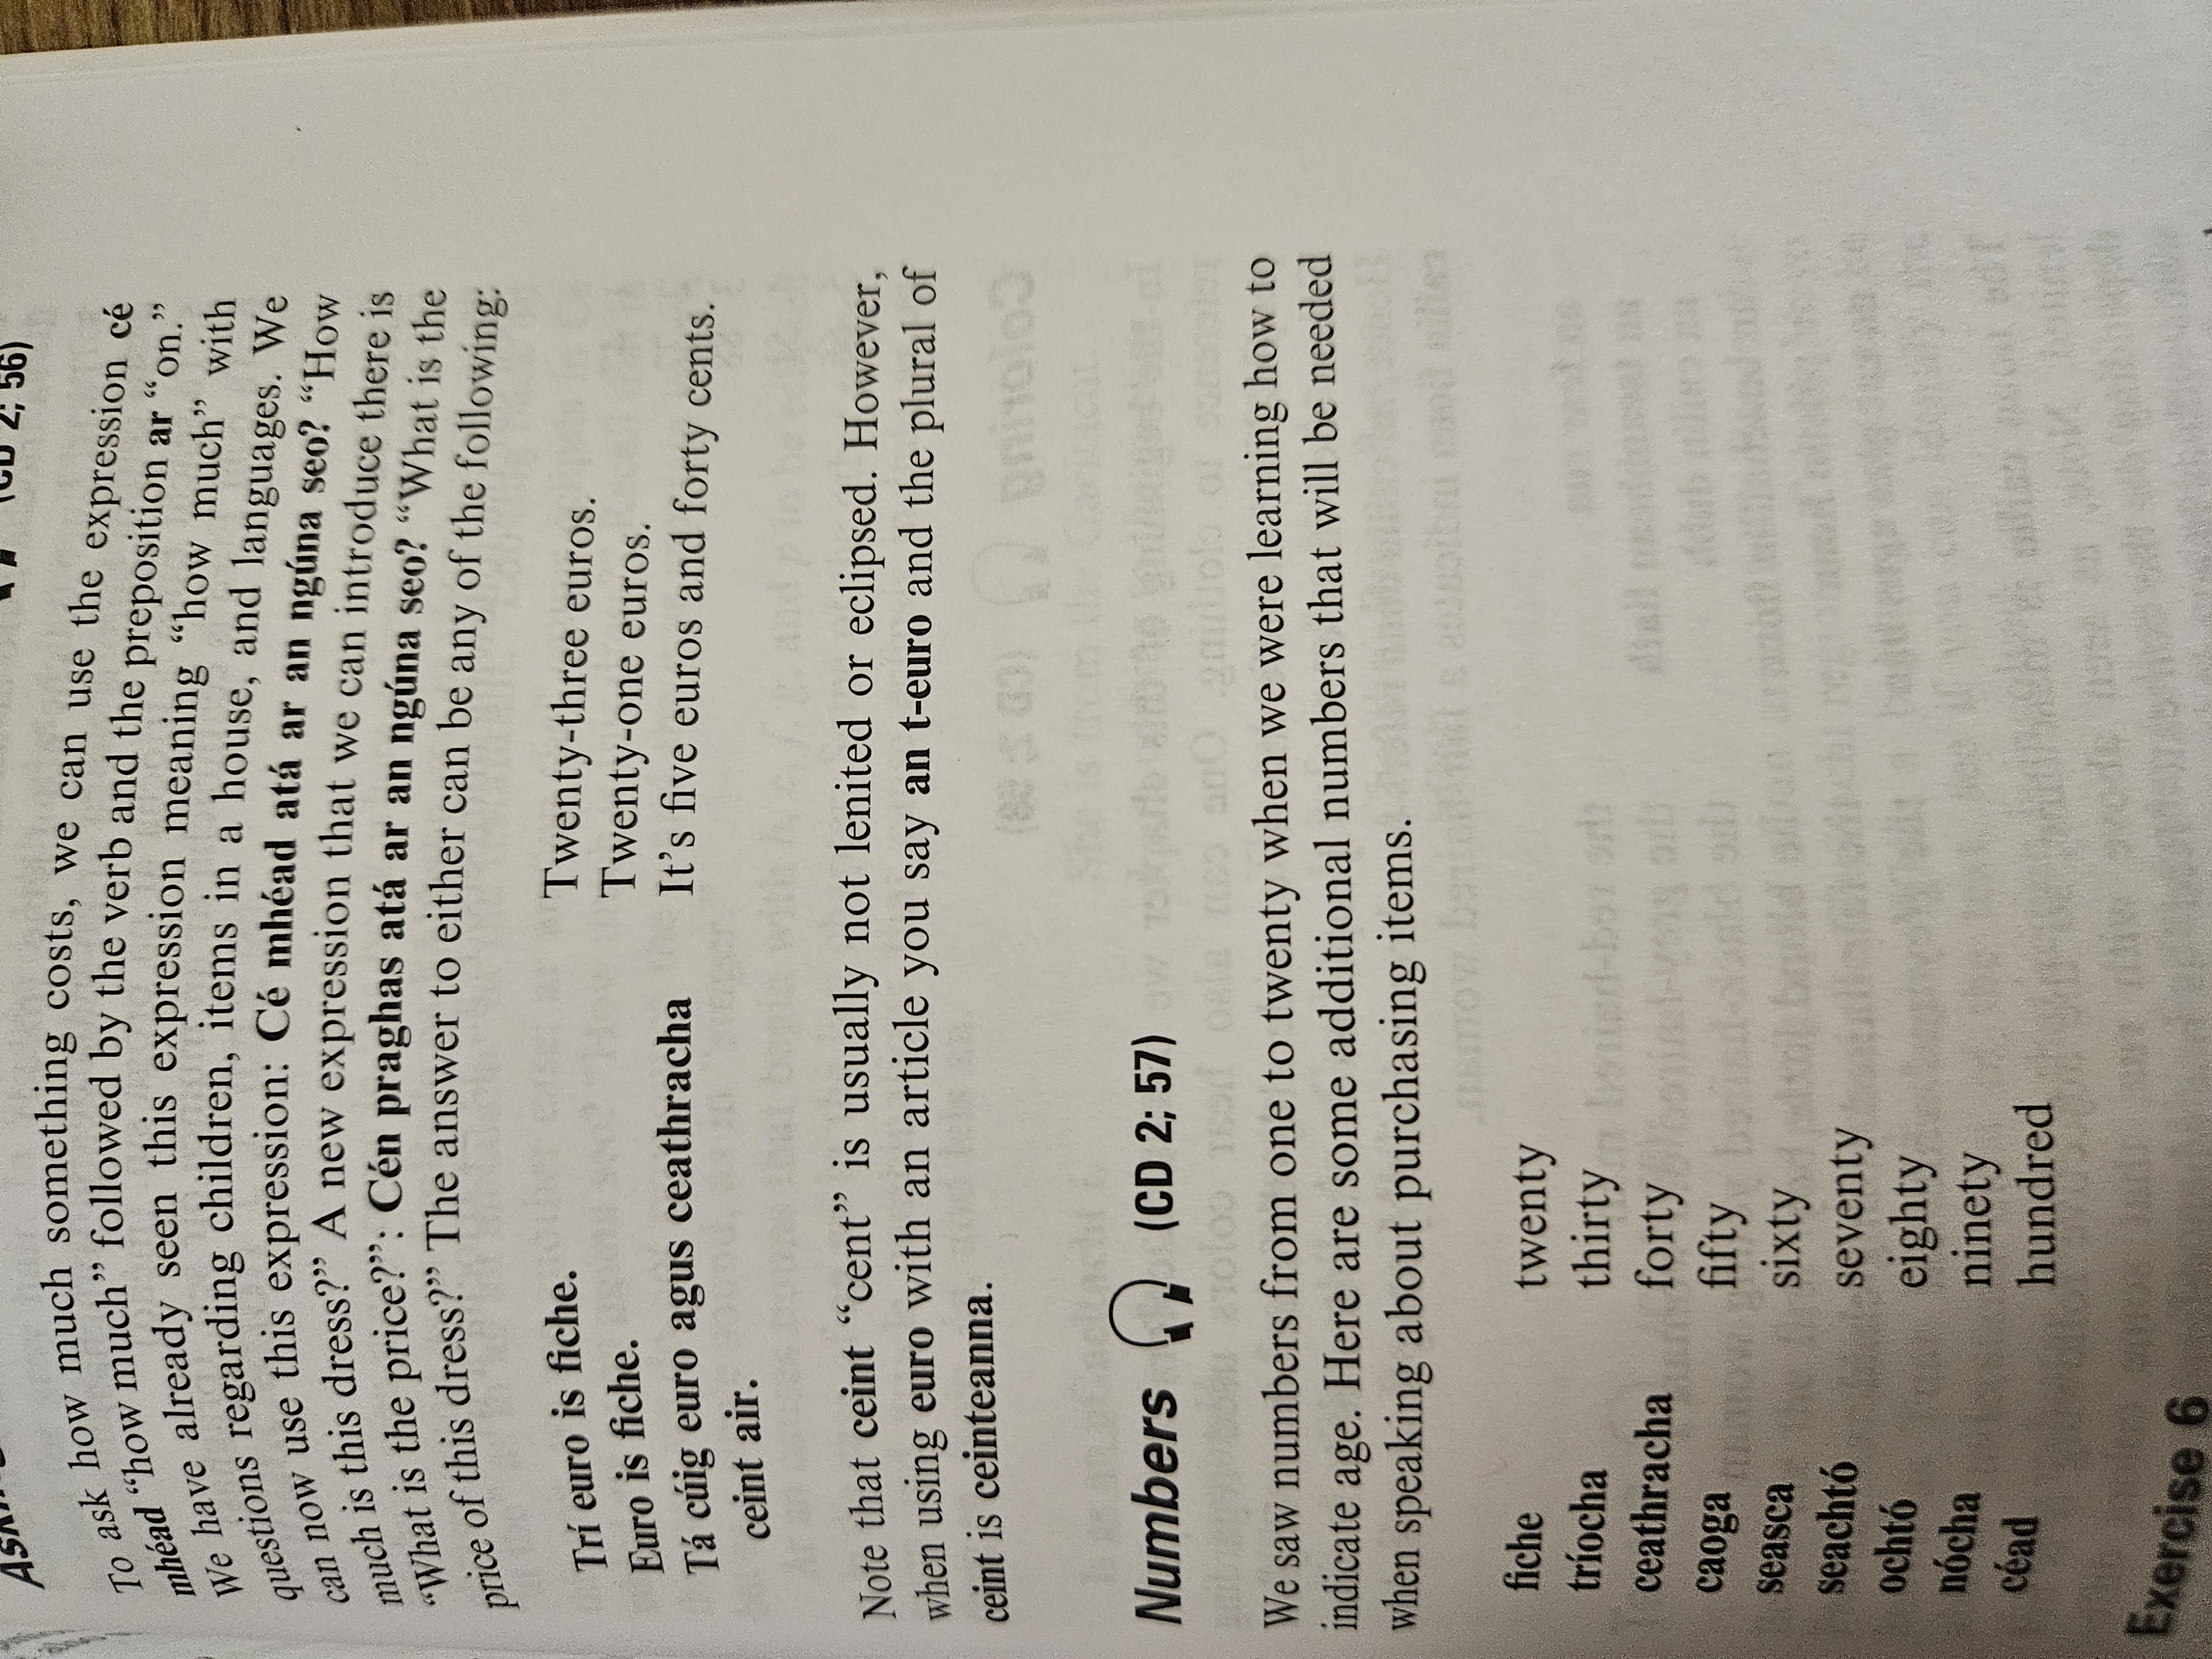 (CD 2; 56)
To ask how much something costs, we can use the expression cé
mhéad “how much” followed by the verb and the preposition ar “on.”
We have already seen this expression meaning “how much” with
questions regarding children, items in a house, and languages. We
can now use this expression: Cé mhéad atá ar an ngúna seo? “How
much is this dress?” A new expression that we can introduce there is
“What is the price?”: Cén praghas atá ar an ngúna seo? “What is the
price of this dress?” The answer to either can be any of the following:
Trí euro is fiche. Twenty-three euros.
Euro is fiche. Twenty-one euros.
Tá cúig euro agus ceathracha It’s five euros and forty cents.
ceint air.
Note that ceint “cent” is usually not lenited or eclipsed. However,
when using euro with an article you say an t-euro and the plural of
ceint is ceinteanna.
Numbers (CD 2; 57)
We saw numbers from one to twenty when we were learning how to
indicate age. Here are some additional numbers that will be needed
when speaking about purchasing items.
fiche twenty
tríocha thirty
ceathracha forty
caoga fifty
seasca sixty
seachtó seventy
ochtó eighty
nócha ninety
céad hundred
Exercise 6